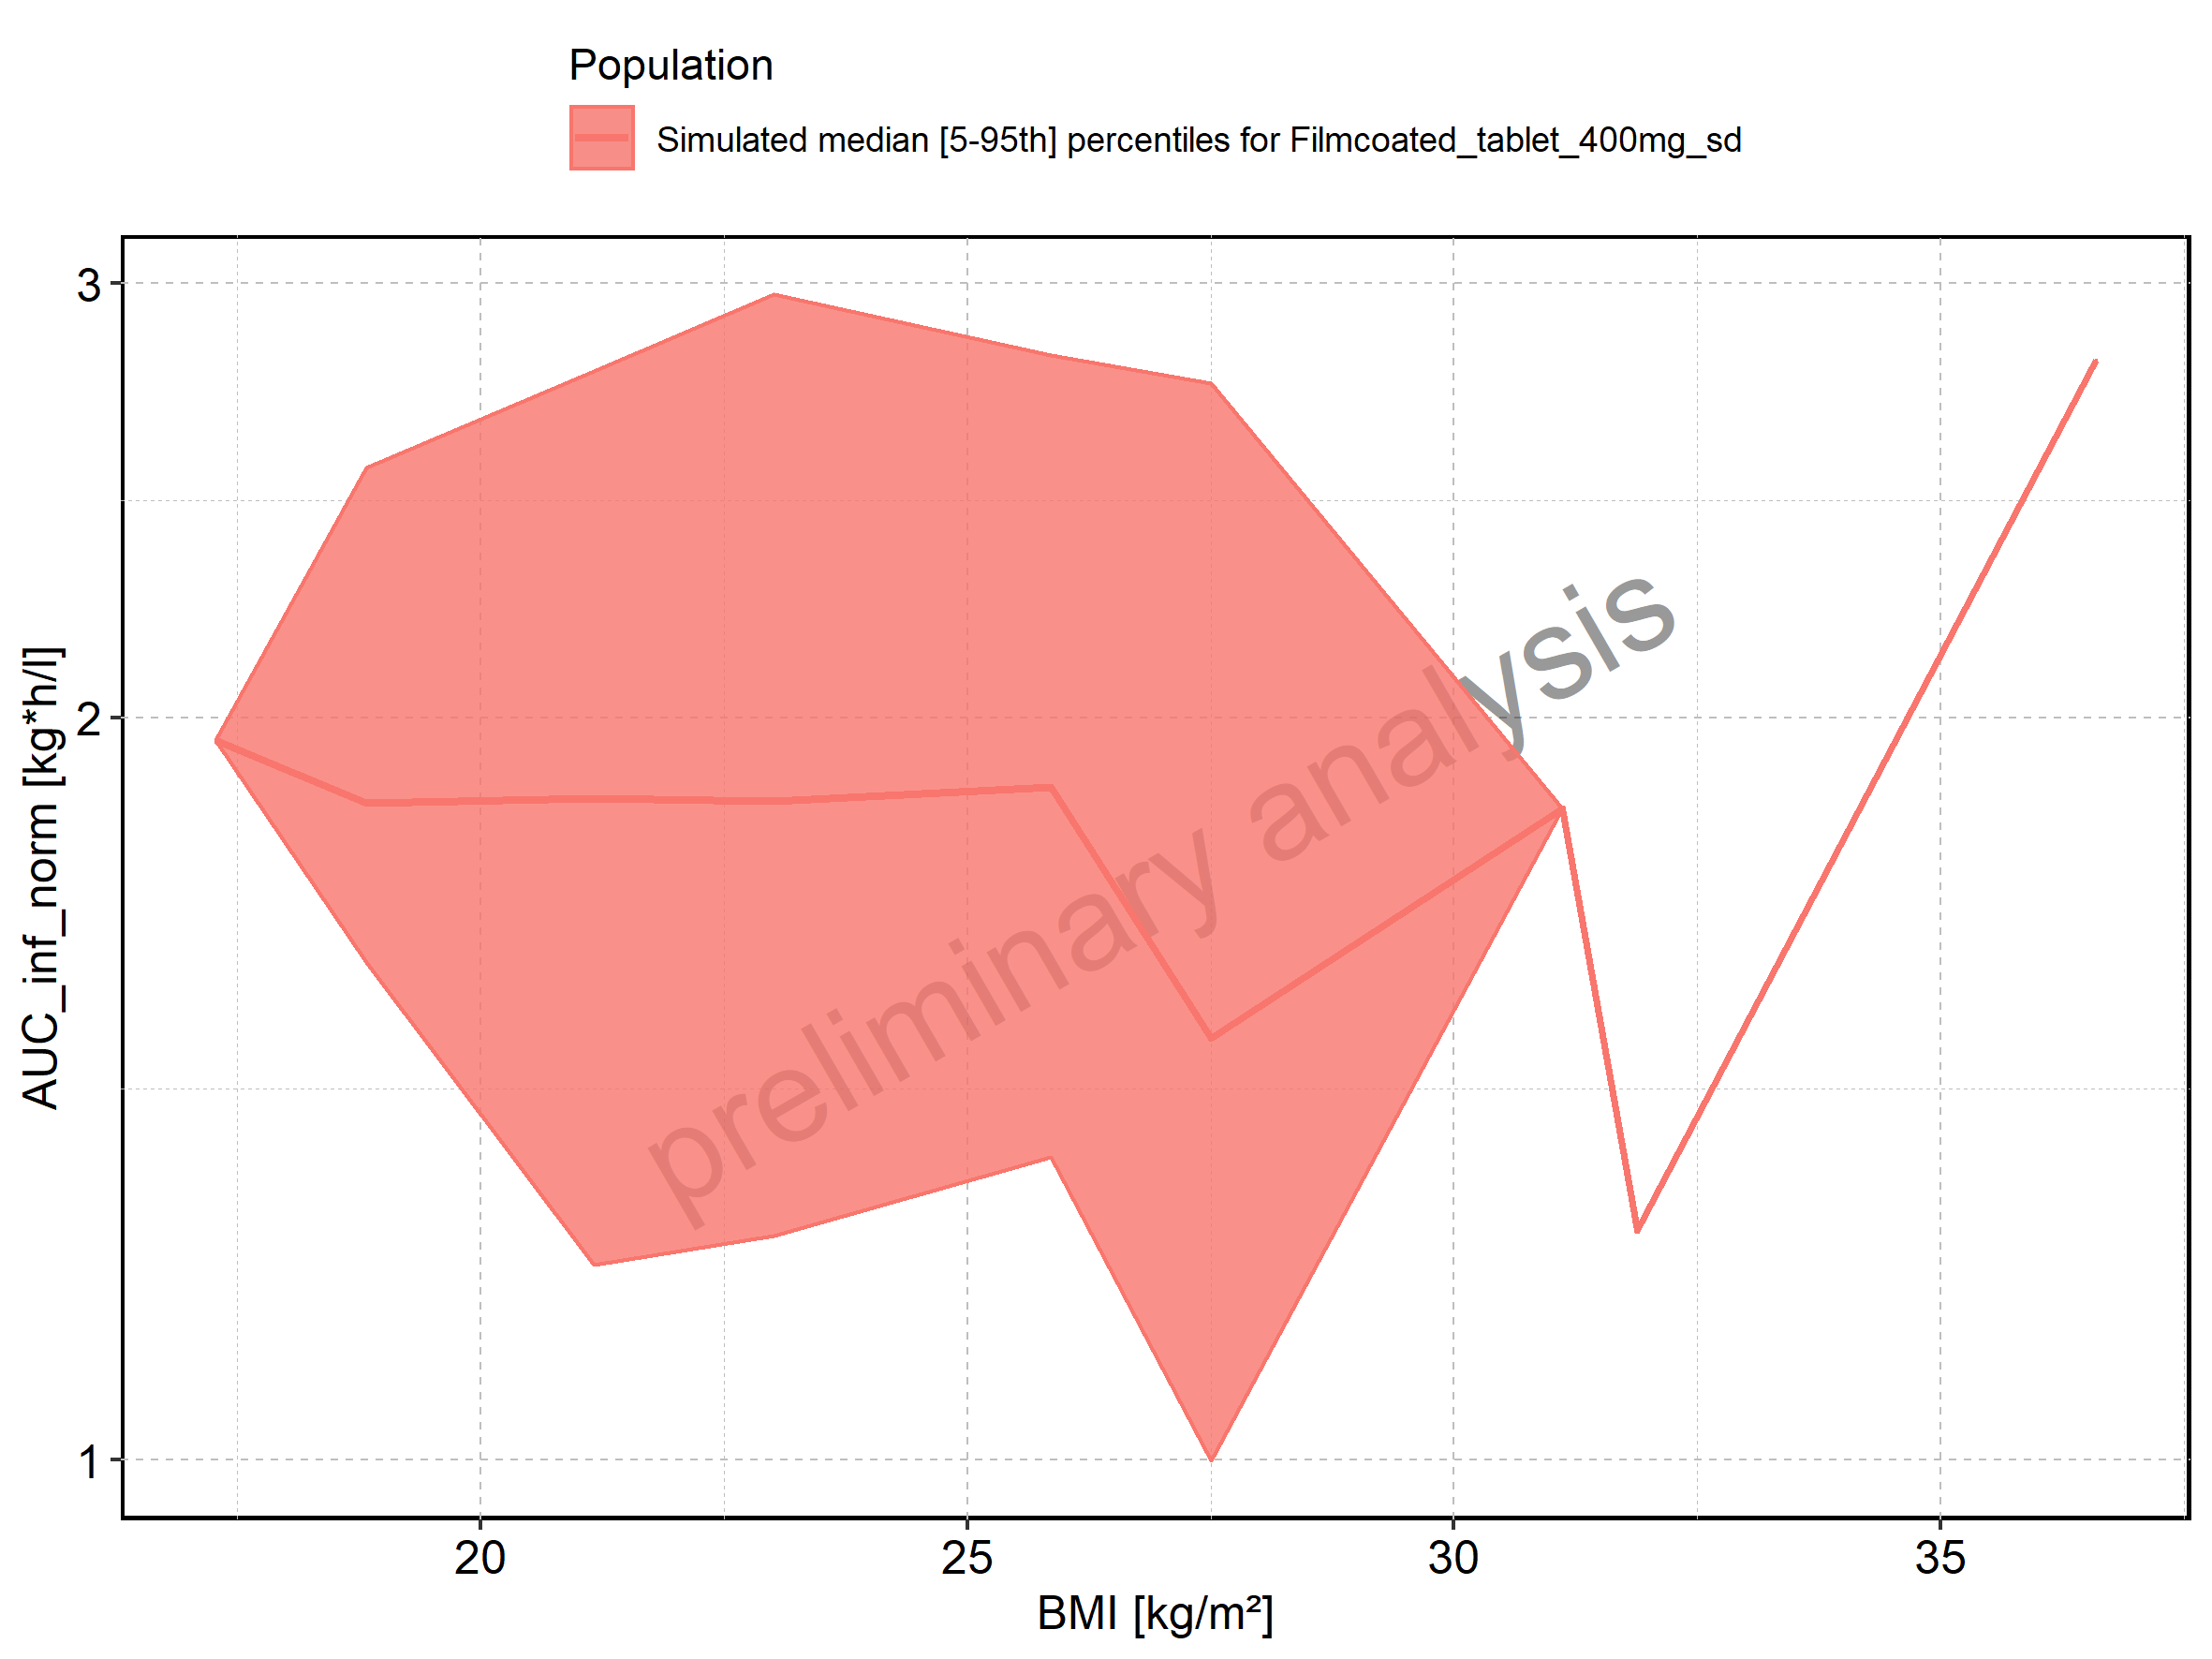 Population
Simulated median [5-95th] percentiles for Filmcoated_tablet_400mg_sd
AUC_inf_norm [kg*h/l]
3
2
1
preliminary analysis
20
25
30
35
BMI [kg/m²]